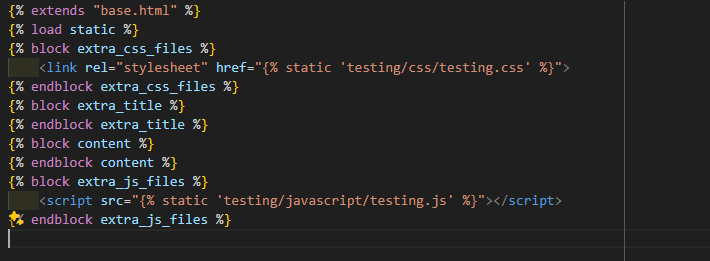 {% extends "base.html" %}
{% load static %}
{% block extra_css_files %}
    <link rel="stylesheet" href="{% static 'testing/css/testing.css' %}">
{% endblock extra_css_files %}
{% block extra_title %}
{% endblock extra_title %}
{% block content %}
{% endblock content %}
{% block extra_js_files %}
    <script src="{% static 'testing/javascript/testing.js' %}"></script>
{% endblock extra_js_files %}